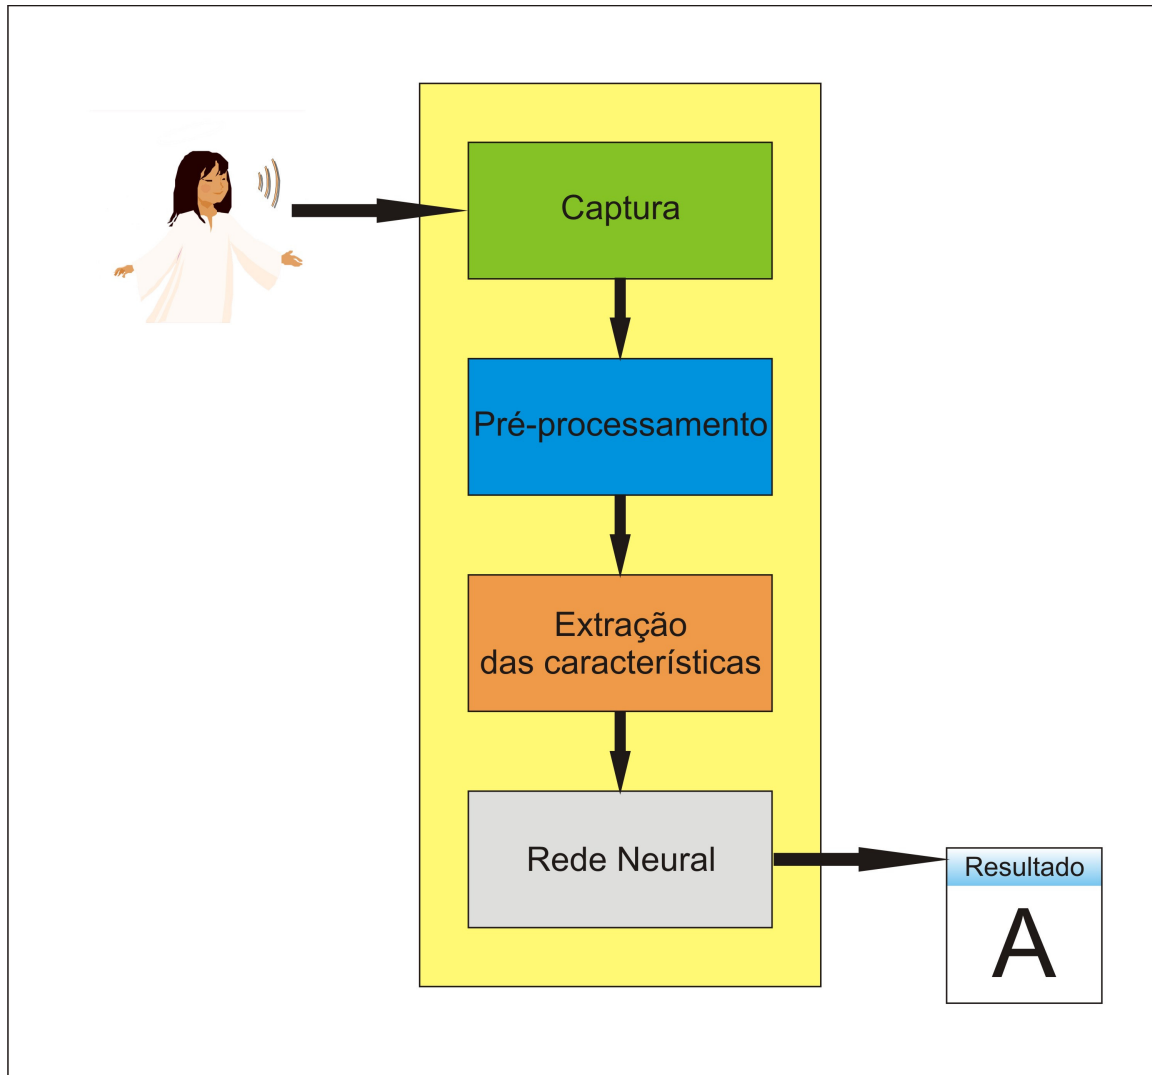 Captura
Pré-processamento
Extração
das características
Rede Neural
Resultado
A